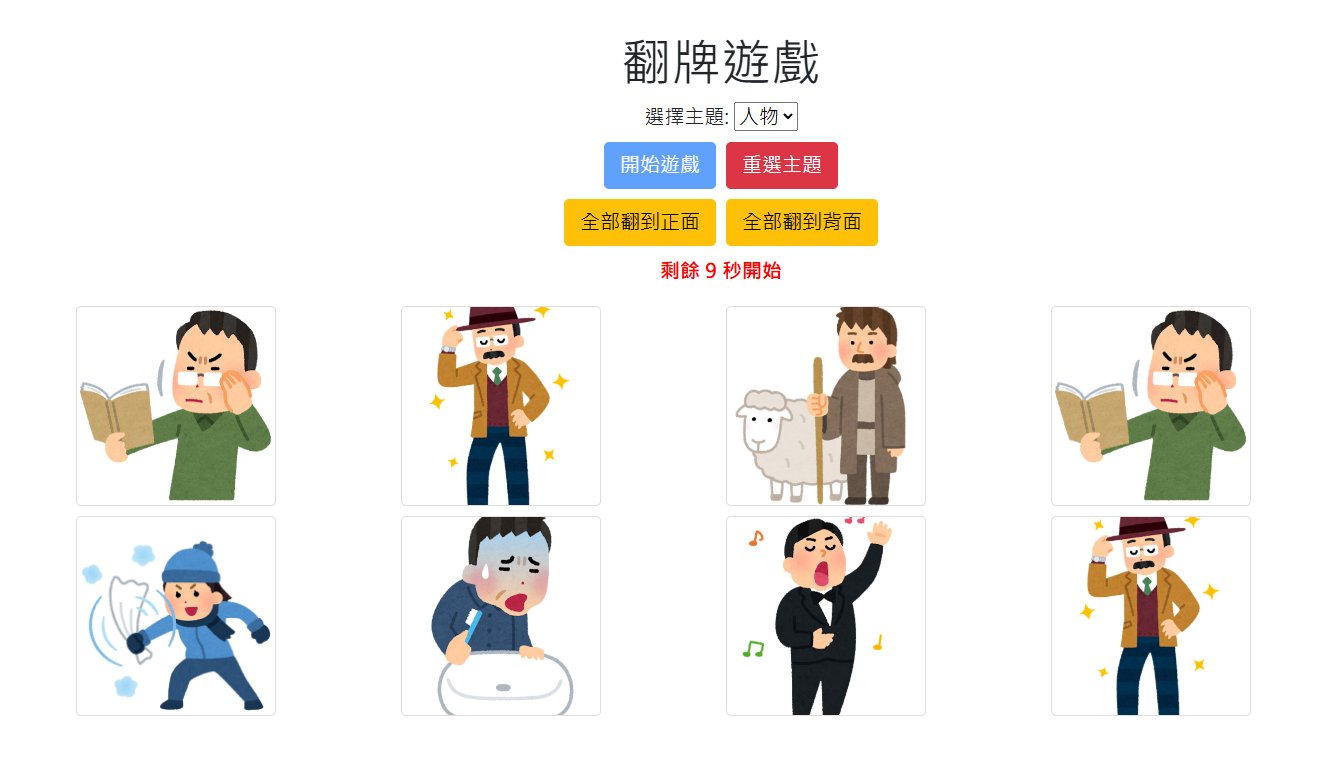 翻牌遊戲
選擇主題: 人物
開始遊戲 重選主題
全部翻到正面 全部翻到背面
剩餘 9 秒開始